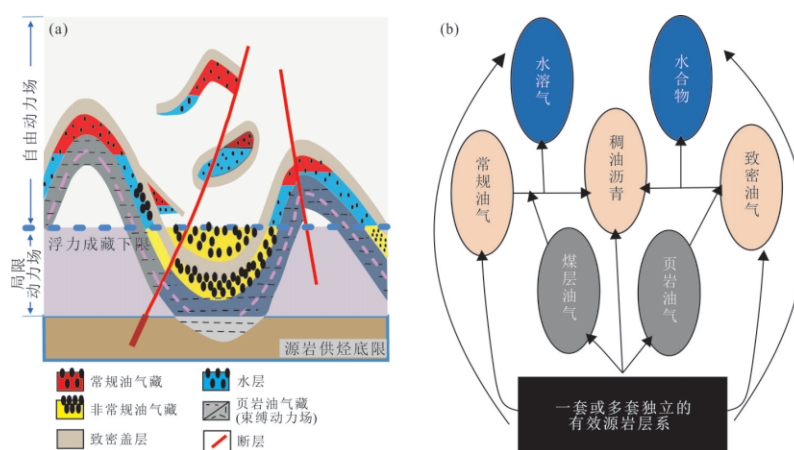 (a)
自由动力场
局限
动力场
浮力成藏下限
源岩供烃底限
常规油气藏
水层
非常规油气藏
页岩油气藏
(束缚动力场)
致密盖层
断层
(b)
水溶气
水合物
常规油气
稠油沥青
致密油气
煤层油气
页岩油气
一套或多套独立的
有效源岩层系